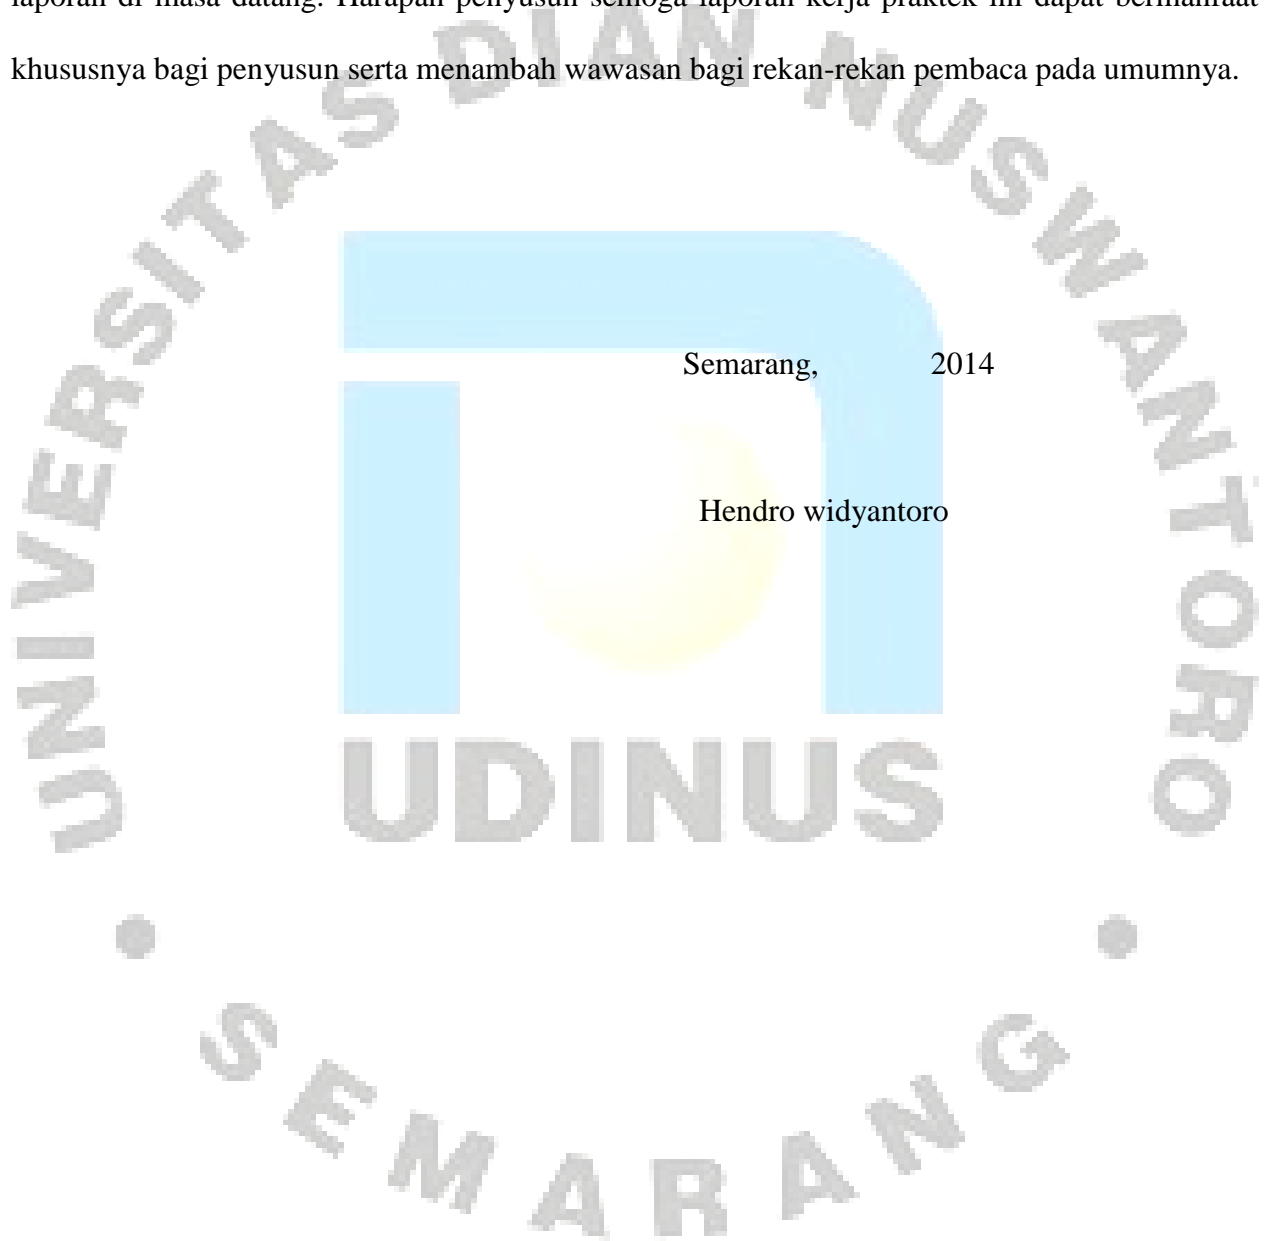 laporan di masa datang. Harapan penyusun semoga laporan kerja praktek ini dapat bermanfaat
khususnya bagi penyusun serta menambah wawasan bagi rekan-rekan pembaca pada umumnya.
UNIVERSITAS DIAN NUSWANTORO
Semarang, 2014
Hendro widyantoro
UDINUS
SEMARANG